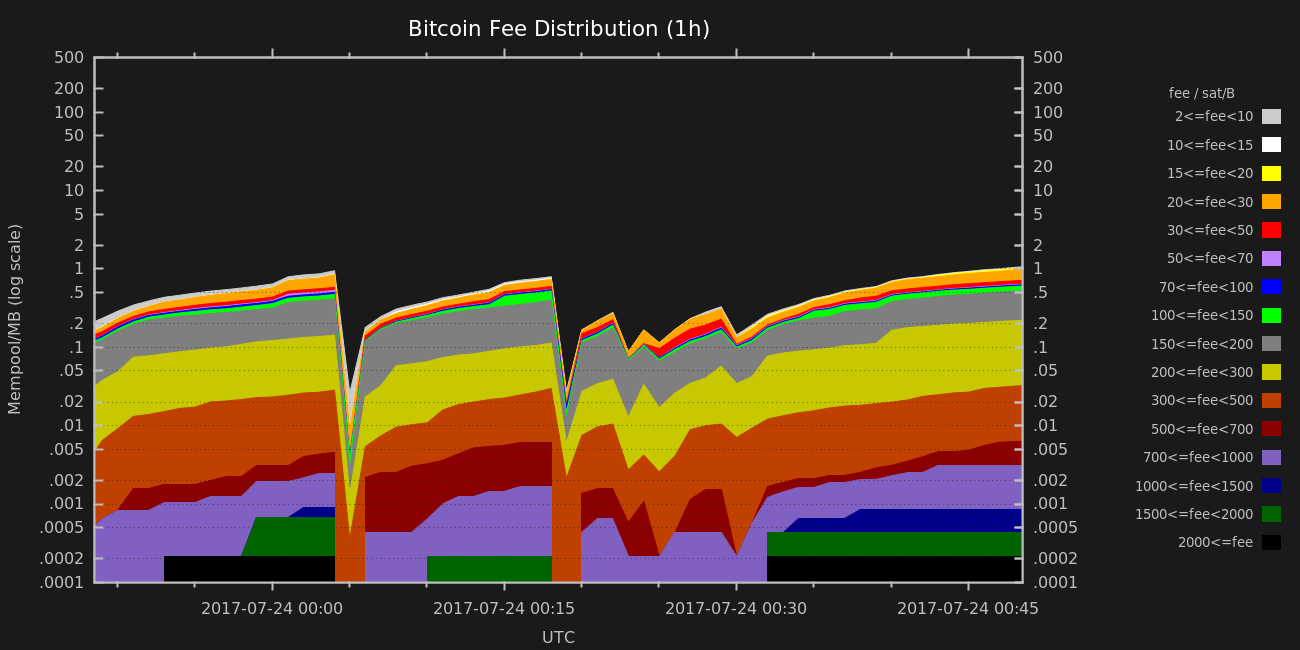 Bitcoin Fee Distribution (1h)
500
200
100
50
20
10
5
2
1
.5
.2
.1
.05
.02
.01
.005
.002
.001
.0005
.0002
.0001
Mempool/MB (log scale)
500
200
100
50
20
10
5
2
1
.5
.2
.1
.05
.02
.01
.005
.002
.001
.0005
.0002
.0001
2017-07-24 00:00 2017-07-24 00:15 2017-07-24 00:30 2017-07-24 00:45
UTC
fee / sat/B
2<=fee<10
10<=fee<15
15<=fee<20
20<=fee<30
30<=fee<50
50<=fee<70
70<=fee<100
100<=fee<150
150<=fee<200
200<=fee<300
300<=fee<500
500<=fee<700
700<=fee<1000
1000<=fee<1500
1500<=fee<2000
2000<=fee